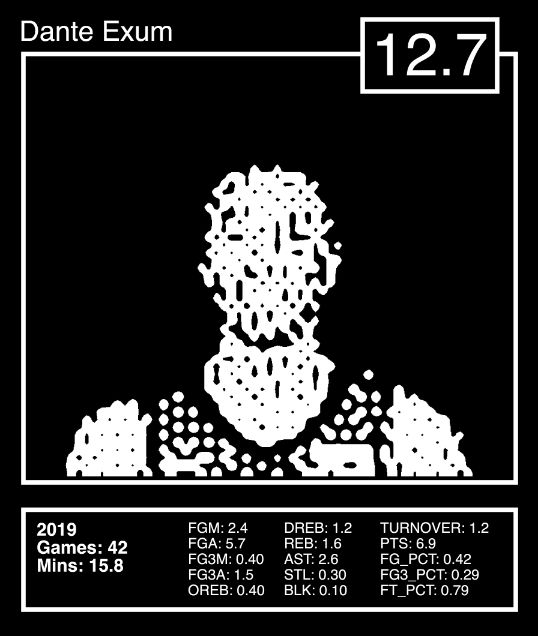 Dante Exum
12.7
2019
Games: 42
Mins: 15.8
FGM: 2.4
FGA: 5.7
FG3M: 0.40
FG3A: 1.5
OREB: 0.40
DREB: 1.2
REB: 1.6
AST: 2.6
STL: 0.30
BLK: 0.10
TURNOVER: 1.2
PTS: 6.9
FG_PCT: 0.42
FG3_PCT: 0.29
FT_PCT: 0.79